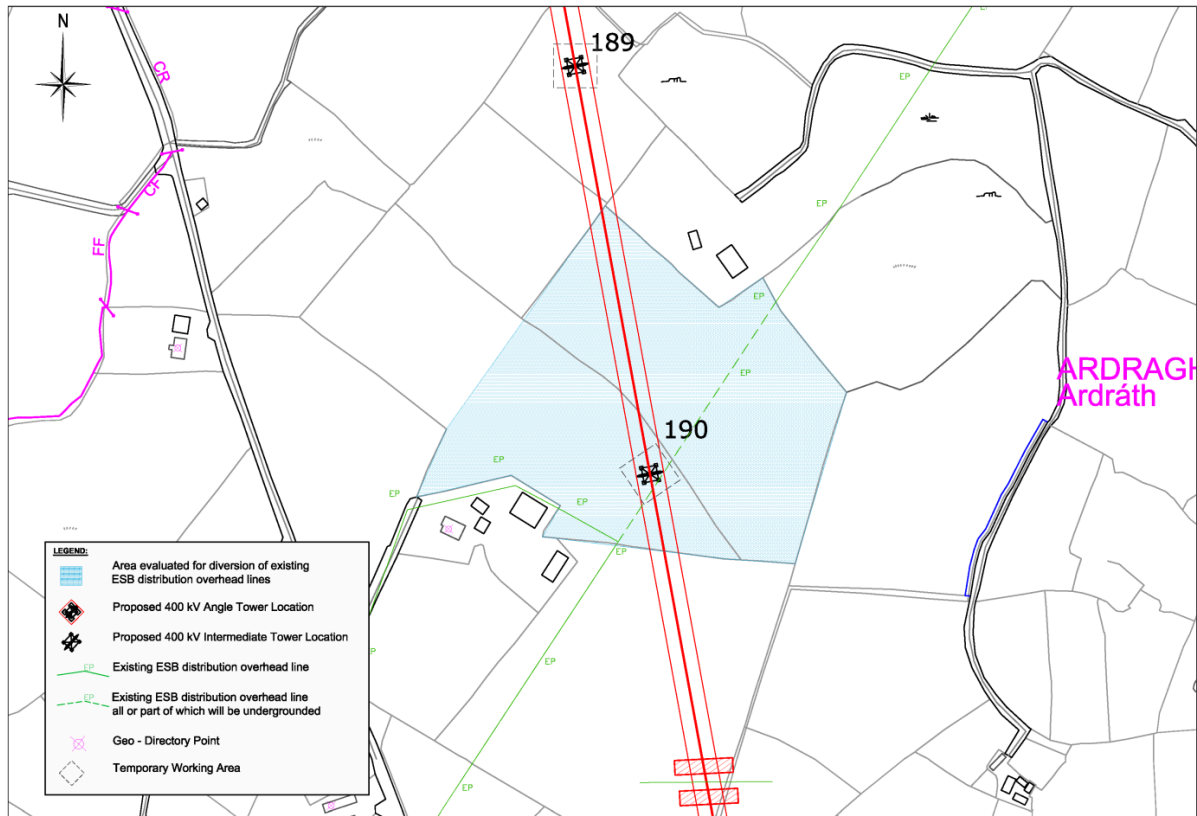 N
189
CR
CF
FF
EP
EP
EP
EP
EP
ARDRAGH
Ardráth
190
EP
EP
EP
EP
EP
EP
EP
LEGEND:
Area evaluated for diversion of existing
ESB distribution overhead lines
Proposed 400 kV Angle Tower Location
Proposed 400 kV Intermediate Tower Location
EP
Existing ESB distribution overhead line
EP
Existing ESB distribution overhead line
all or part of which will be undergrounded
Geo - Directory Point
Temporary Working Area